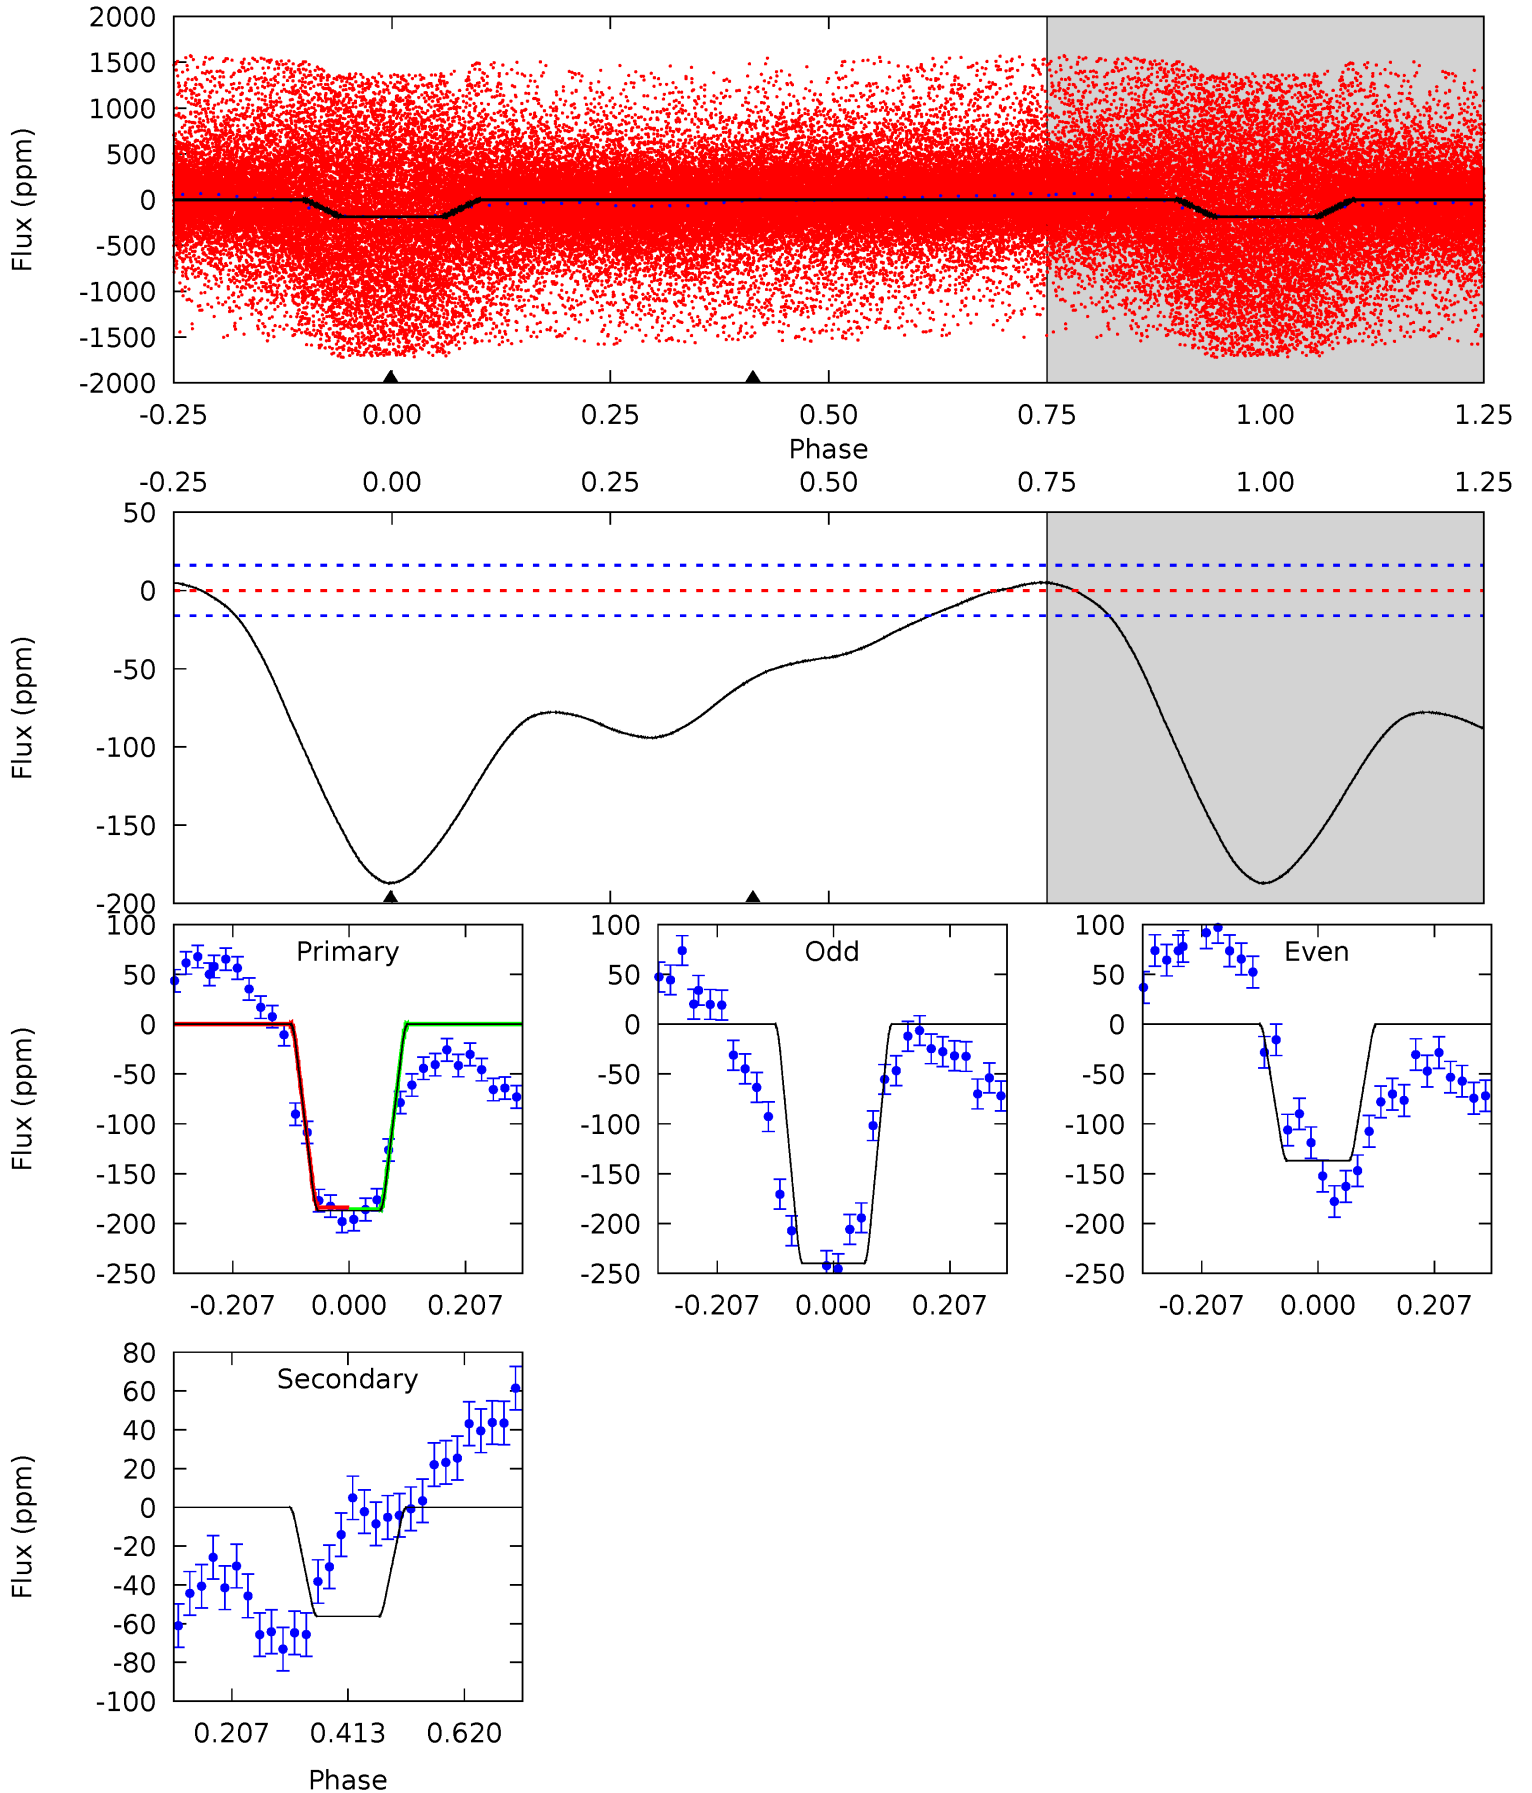 2000
1500
1000
500
0
-500
-1000
-1500
-2000
Flux (ppm)
-0.25 0.00 0.25 0.50 0.75 1.00 1.25
Phase
-0.25 0.00 0.25 0.50 0.75 1.00 1.25
50
0
-50
-100
-150
-200
Flux (ppm)
Primary Odd Even
100 100 100
50 50 50
0 0 0
-50 -50 -50
-100 -100 -100
-150 -150 -150
-200 -200 -200
-250 -250 -250
Flux (ppm)
-0.207 0.000 0.207 -0.207 0.000 0.207 -0.207 0.000 0.207
Secondary
80
60
40
20
0
-20
-40
-60
-80
-100
Flux (ppm)
0.207 0.413 0.620
Phase